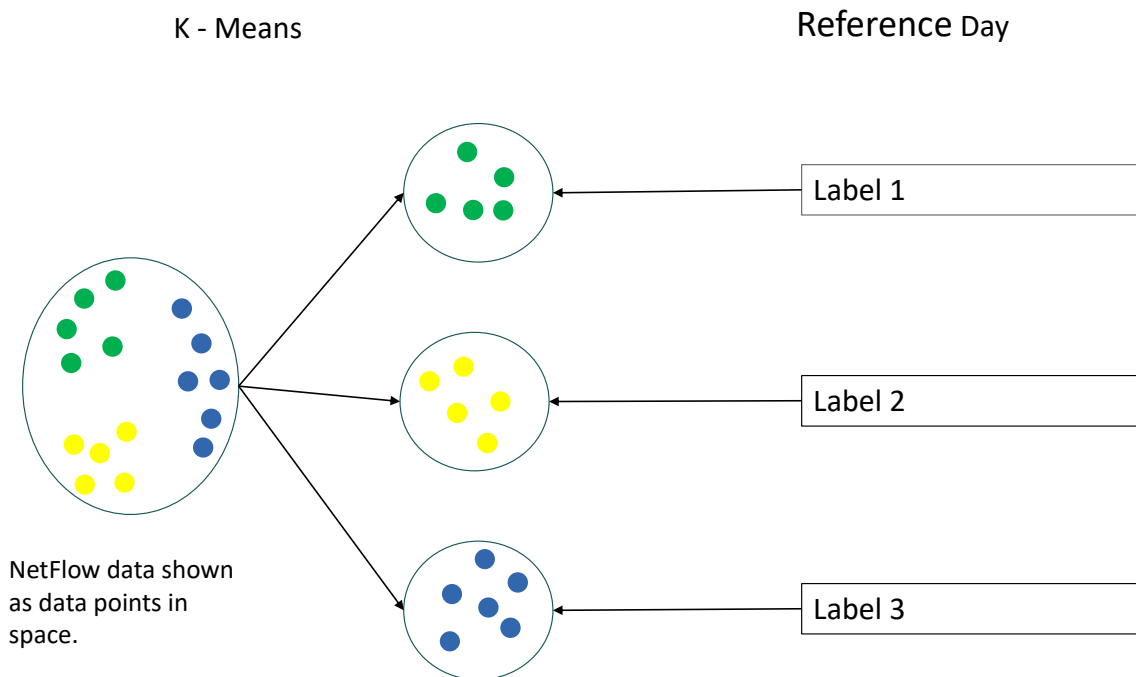 K - Means
Reference Day
Label 1
Label 2
NetFlow data shown
as data points in
space.
Label 3